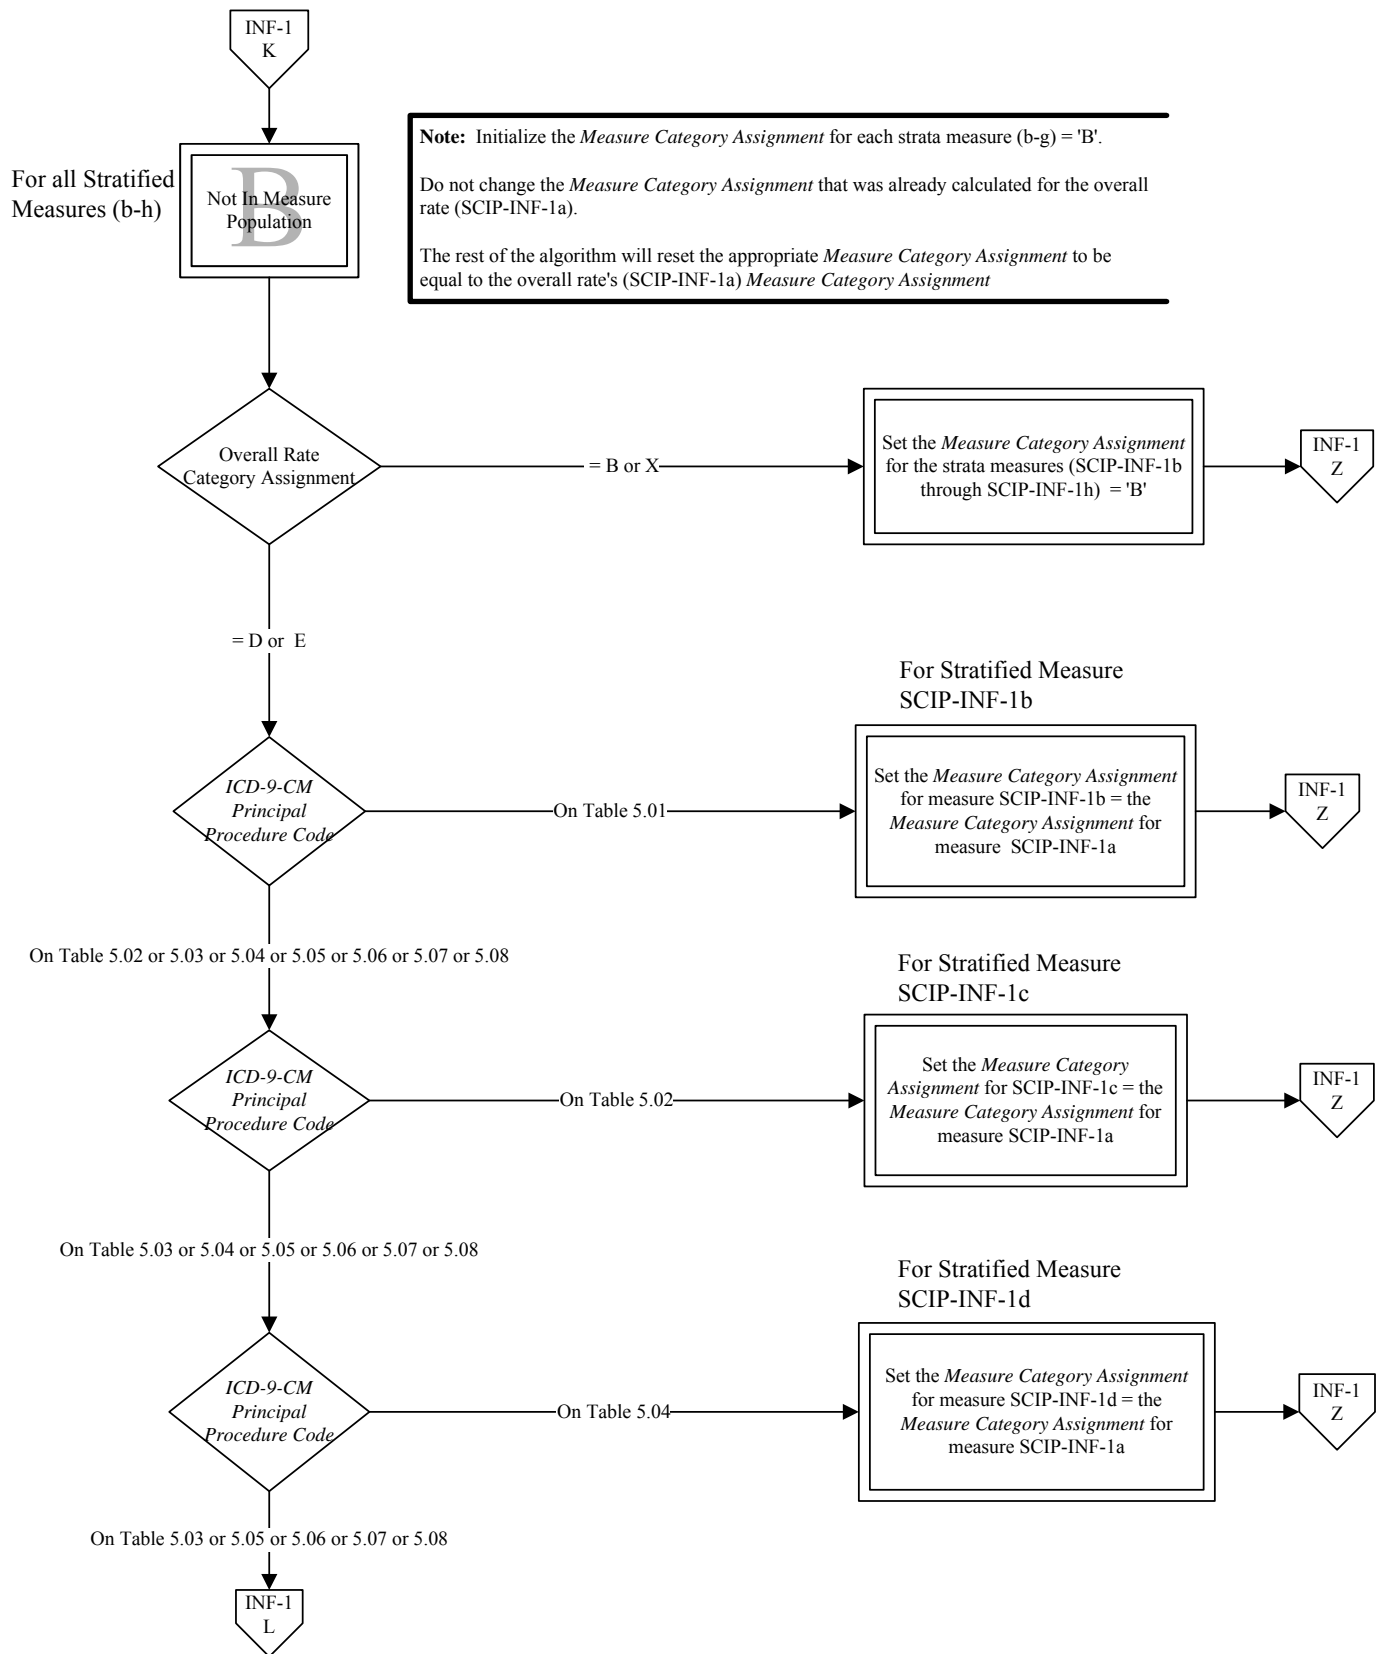 INF-1
K
Note: Initialize the Measure Category Assignment for each strata measure (b-g) = 'B'.
Do not change the Measure Category Assignment that was already calculated for the overall
rate (SCIP-INF-1a).
The rest of the algorithm will reset the appropriate Measure Category Assignment to be
equal to the overall rate's (SCIP-INF-1a) Measure Category Assignment
For all Stratified
Measures (b-h)
B
Not In Measure
Population
Overall Rate
Category Assignment
= B or X
Set the Measure Category Assignment
for the strata measures (SCIP-INF-1b
through SCIP-INF-1h) = 'B'
INF-1
Z
= D or E
For Stratified Measure
SCIP-INF-1b
ICD-9-CM
Principal
Procedure Code
On Table 5.01
Set the Measure Category Assignment
for measure SCIP-INF-1b = the
Measure Category Assignment for
measure SCIP-INF-1a
INF-1
Z
On Table 5.02 or 5.03 or 5.04 or 5.05 or 5.06 or 5.07 or 5.08
For Stratified Measure
SCIP-INF-1c
ICD-9-CM
Principal
Procedure Code
On Table 5.02
Set the Measure Category
Assignment for SCIP-INF-1c = the
Measure Category Assignment for
measure SCIP-INF-1a
INF-1
Z
On Table 5.03 or 5.04 or 5.05 or 5.06 or 5.07 or 5.08
For Stratified Measure
SCIP-INF-1d
ICD-9-CM
Principal
Procedure Code
On Table 5.04
Set the Measure Category Assignment
for measure SCIP-INF-1d = the
Measure Category Assignment for
measure SCIP-INF-1a
INF-1
Z
On Table 5.03 or 5.05 or 5.06 or 5.07 or 5.08
INF-1
L